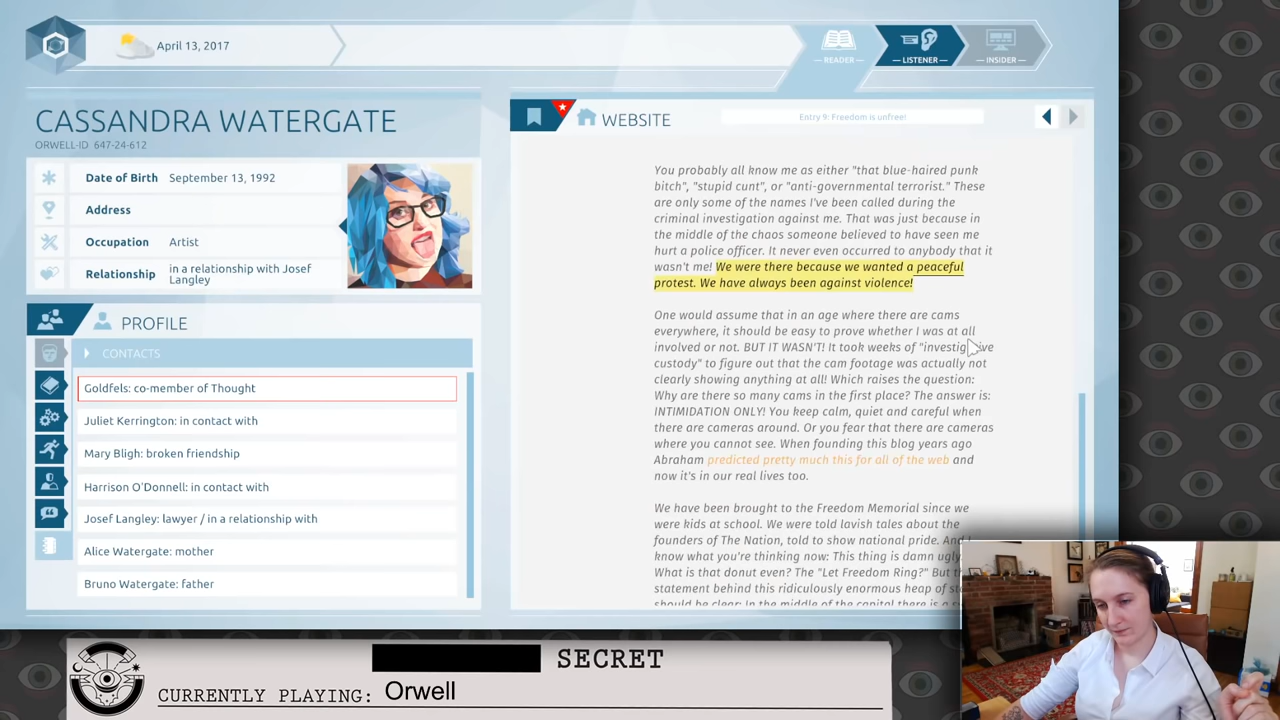 April 13, 2017
READER
LISTENER
INSIDER
CASSANDRA WATERGATE
ORWELL-ID 647-24-612
Date of Birth September 13, 1992
Address
Occupation Artist
Relationship in a relationship with Josef
Langley
PROFILE
CONTACTS
Goldfels: co-member of Thought
Juliet Kerrington: in contact with
Mary Bligh: broken friendship
Harrison O'Donnell: in contact with
Josef Langley: lawyer / in a relationship with
Alice Watergate: mother
Bruno Watergate: father
WEBSITE
Entry 9: Freedom is unfree!
You probably all know me as either "that blue-haired punk
bitch", "stupid cunt", or "anti-governmental terrorist." These
are only some of the names I've been called during the
criminal investigation against me. That was just because in
the middle of the chaos someone believed to have seen me
hurt a police officer. It never even occurred to anybody that it
wasn't me! We were there because we wanted a peaceful
protest. We have always been against violence!
One would assume that in an age where there are cams
everywhere, it should be easy to prove whether I was at all
involved or not. BUT IT WASN'T! It took weeks of "investig ive
custody" to figure out that the cam footage was actually not
clearly showing anything at all! Which raises the question:
Why are there so many cams in the first place? The answer is:
INTIMIDATION ONLY! You keep calm, quiet and careful when
there are cameras around. Or you fear that there are cameras
where you cannot see. When founding this blog years ago
Abraham predicted pretty much this for all of the web and
now it's in our real lives too.
We have been brought to the Freedom Memorial since we
were kids at school. We were told lavish tales about the
founders of The Nation, told to show national pride. And I
know what you're thinking now: This thing is damn ugly
What is that donut even? The "Let Freedom Ring?" But th
statement behind this ridiculously enormous heap of st
should be clear: In the middle of the capital there is a s
SECRET
CURRENTLY PLAYING: Orwell